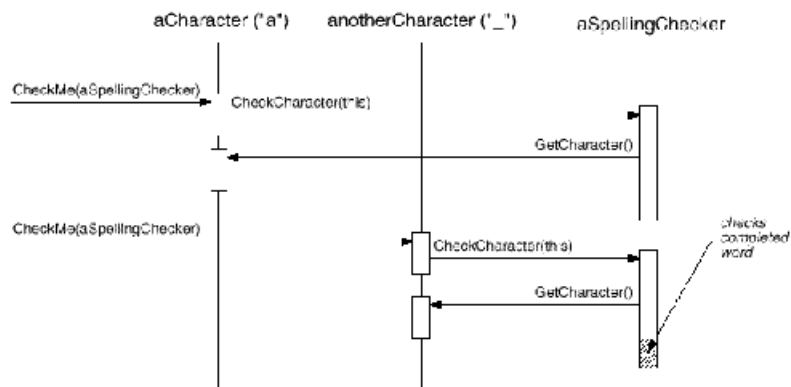 aCharacter ("a")
anotherCharacter ("_")
aSpellingChecker
CheckMe(aSpellingChecker)
CheckCharacter(this)
GetCharacter()
CheckMe(aSpellingChecker)
checks
completed
word
CheckCharacter(this)
GetCharacter()